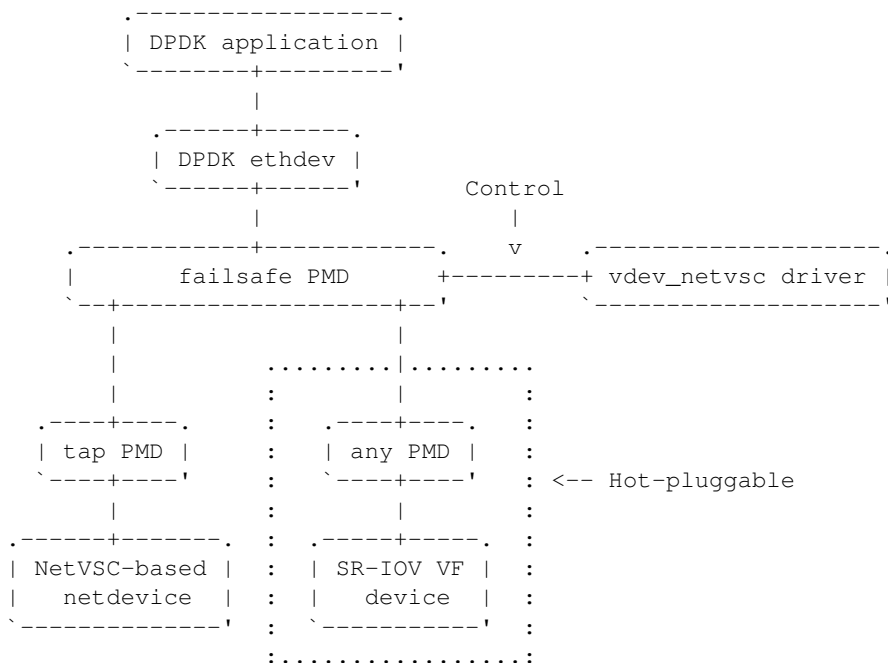 DPDK application
DPDK ethdev
Control
failsafe PMD
vdev_netvsc driver
tap PMD
any PMD
<-- Hot-pluggable
NetVSC-based
netdevice
SR-IOV VF
device